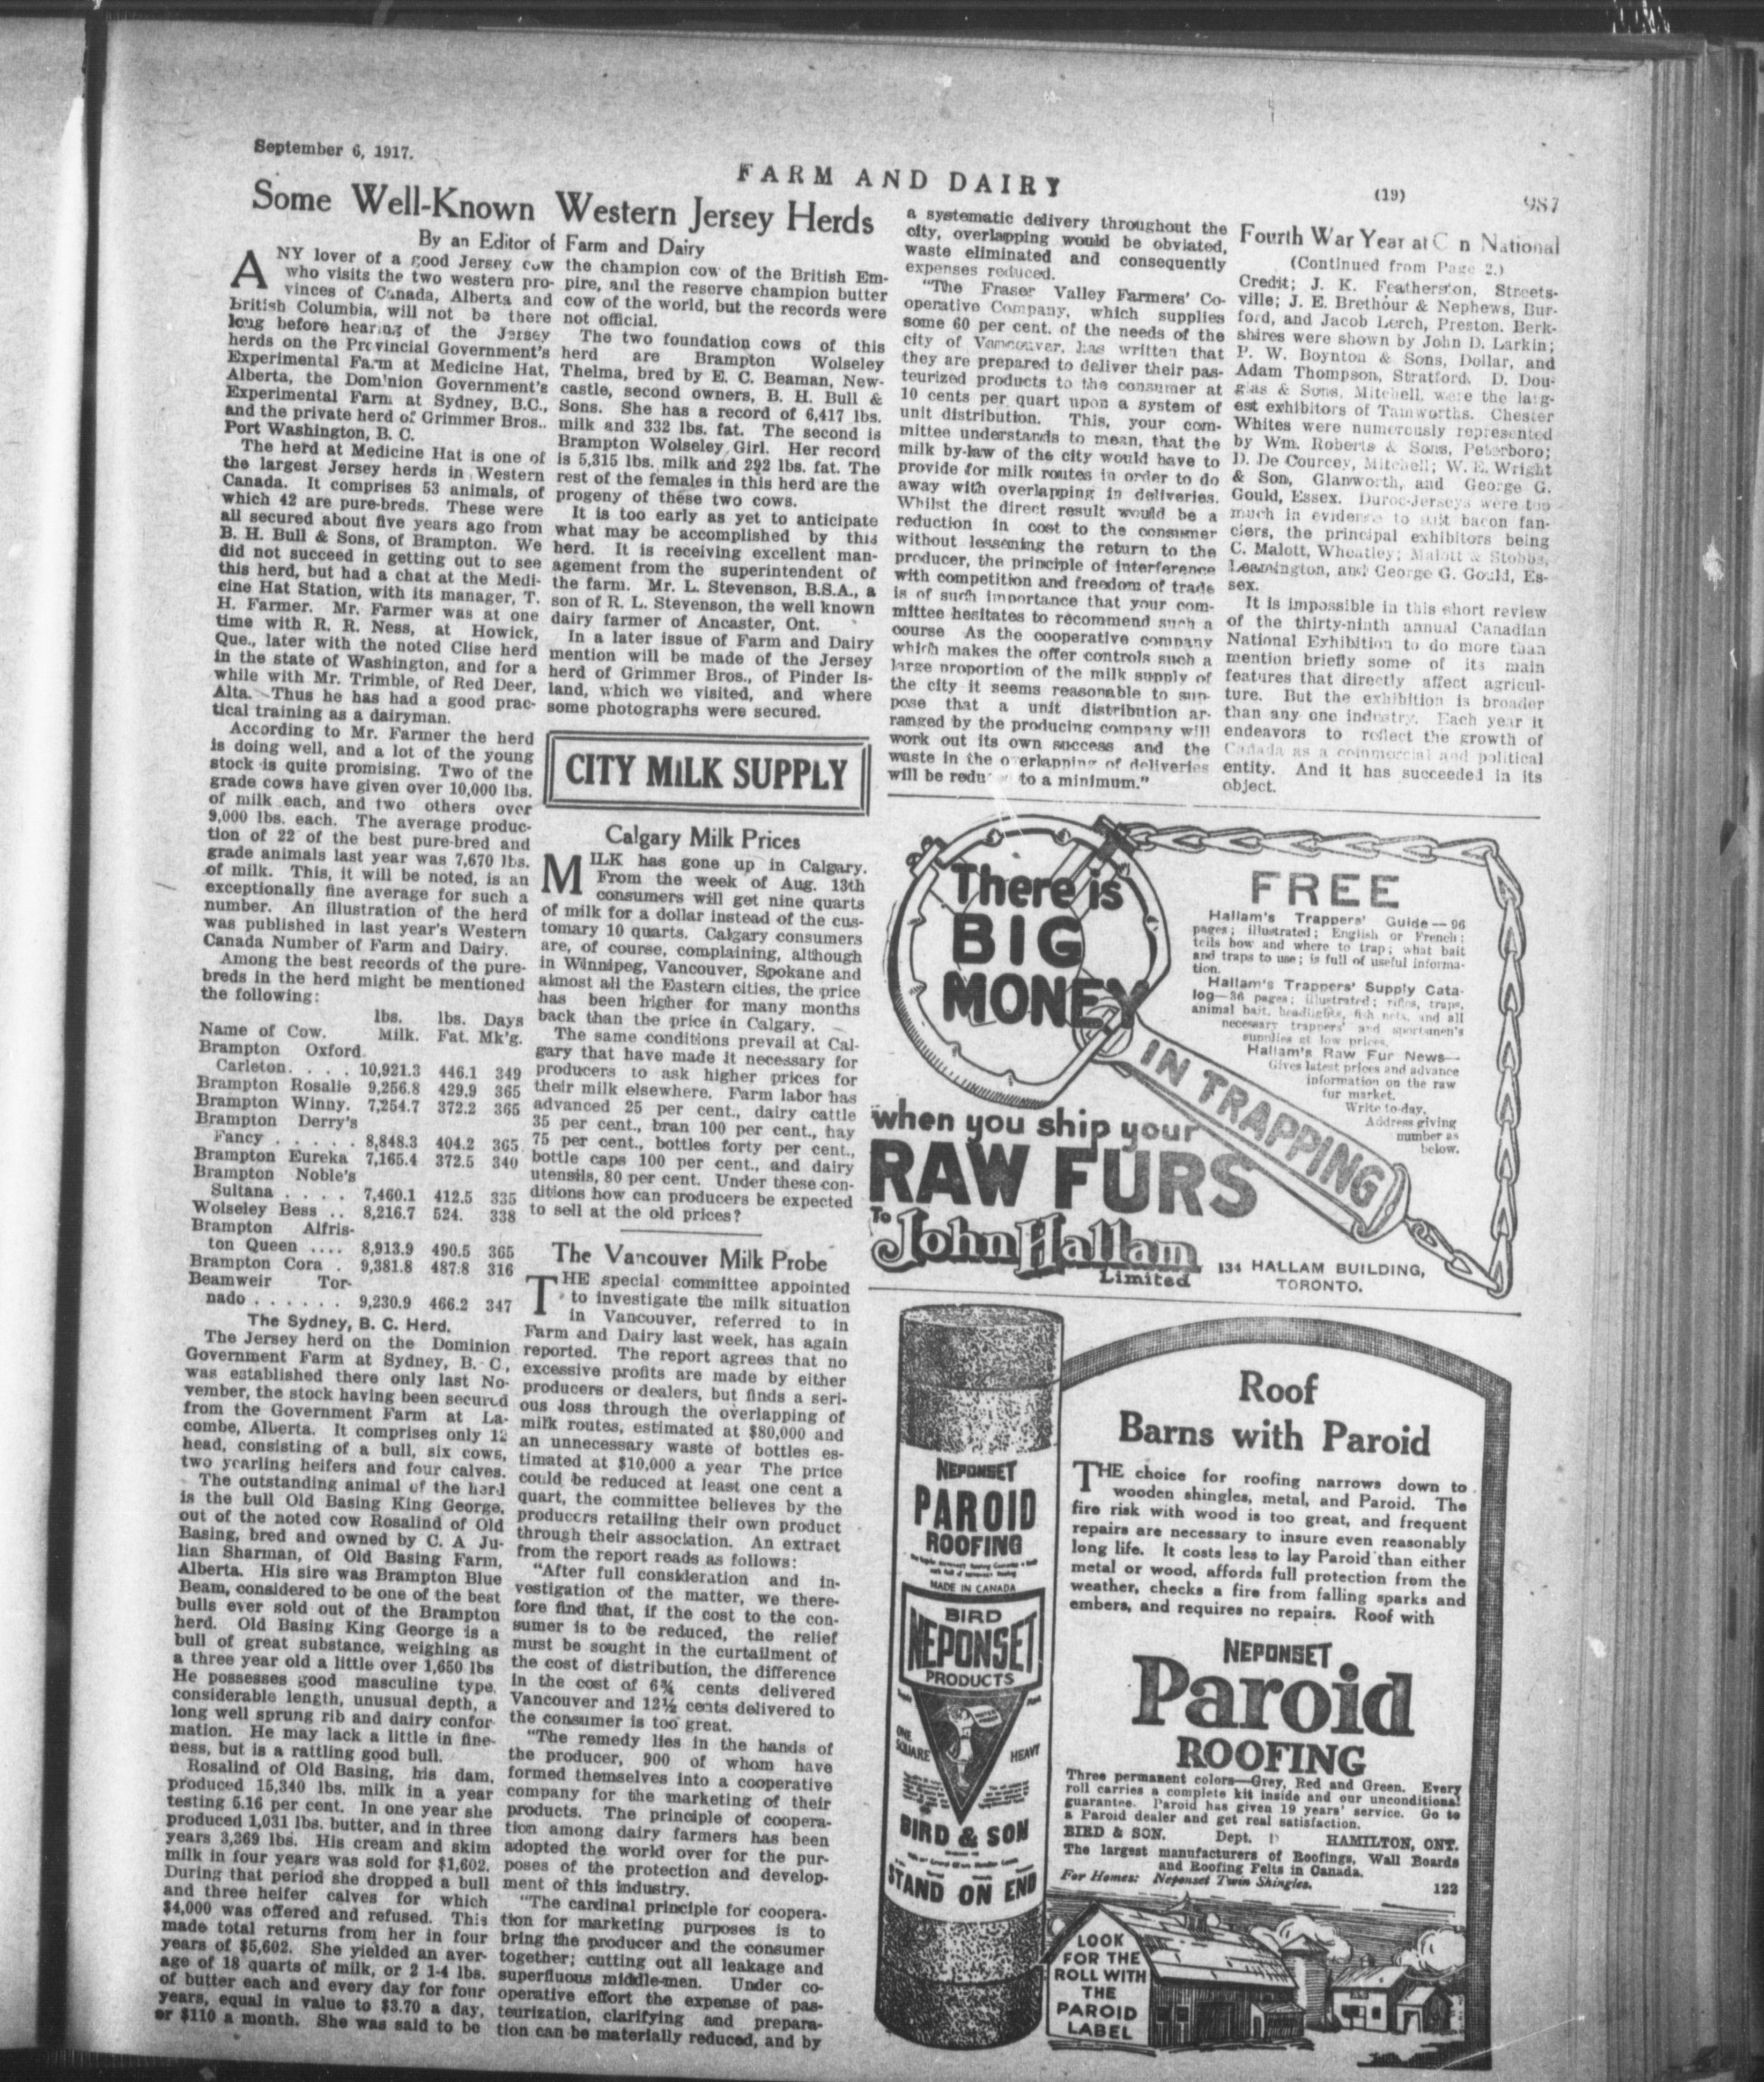 September 6, 1917.
FARM AND DAIRY
(19)
987
Some Well-Known Western Jersey Herds
By an Editor of Farm and Dairy
ANY lover of a good Jersey cow
who visits the two western pro-
vinces of Canada, Alberta and
British Columbia, will not be there
long before hearing of the Jersey
herds on the Provincial Government's
Experimental Farm at Medicine Hat,
Alberta, the Dominion Government's
Experimental Farm at Sydney, B.C.,
and the private herd of Grimmer Bros.,
Port Washington, B. C.
The herd at Medicine Hat is one of
the largest Jersey herds in Western
Canada. It comprises 53 animals, of
which 42 are pure-breds. These were
all secured about five years ago from
B. H. Bull & Sons, of Brampton. We
did not succeed in getting out to see
this herd, but had a chat at the Medi-
cine Hat Station, with its manager, T.
H. Farmer. Mr. Farmer was at one
time with R. R. Ness, at Howick,
Que., later with the noted Clise herd
in the state of Washington, and for a
while with Mr. Trimble, of Red Deer,
Alta. Thus he has had a good prac-
tical training as a dairyman.
According to Mr. Farmer the herd
is doing well, and a lot of the young
stock is quite promising. Two of the
grade cows have given over 10,000 lbs.
of milk each, and two others over
9,000 lbs. each. The average produc-
tion of 22 of the best pure-bred and
grade animals last year was 7,670 lbs.
of milk. This, it will be noted, is an
exceptionally fine average for such a
number. An illustration of the herd
was published in last year's Western
Canada Number of Farm and Dairy.
Among the best records of the pure-
breds in the herd might be mentioned
the following:
lbs. lbs. Days
Name of Cow. Milk. Fat. Mk'g.
Brampton Oxford
Carleton. . . . 10,921.3 446.1 349
Brampton Rosalie 9,256.8 429.9 365
Brampton Winny. 7,254.7 372.2 365
Brampton Derry's
Fancy . . . . . 8,848.3 404.2 365
Brampton Eureka 7,165.4 372.5 340
Brampton Noble's
Sultana . . . . 7,460.1 412.5 335
Wolseley Bess .. 8,216.7 524. 338
Brampton Alfris-
ton Queen .... 8,913.9 490.5 365
Brampton Cora . 9,381.8 487.8 316
Beamweir Tor-
nado . . . . . . 9,230.9 466.2 347
The Sydney, B. C. Herd.
The Jersey herd on the Dominion
Government Farm at Sydney, B. C.,
was established there only last No-
vember, the stock having been secured
from the Government Farm at La-
combe, Alberta. It comprises only 12
head, consisting of a bull, six cows,
two yearling heifers and four calves.
The outstanding animal of the herd
is the bull Old Basing King George,
out of the noted cow Rosalind of Old
Basing, bred and owned by C. A Ju-
lian Sharman, of Old Basing Farm,
Alberta. His sire was Brampton Blue
Beam, considered to be one of the best
bulls ever sold out of the Brampton
herd. Old Basing King George is a
bull of great substance, weighing as
a three year old a little over 1,650 lbs
He possesses good masculine type,
considerable length, unusual depth, a
long well sprung rib and dairy confor
mation. He may lack a little in fine-
ness, but is a rattling good bull.
Rosalind of Old Basing, his dam,
produced 15,340 lbs. milk in a year
testing 5.16 per cent. In one year she
produced 1,031 lbs. butter, and in three
years 3,369 lbs. His cream and skim
milk in four years was sold for $1,602.
During that period she dropped a bull
and three heifer calves for which
$4,000 was offered and refused. This
made total returns from her in four
years of $5,602. She yielded an aver-
age of 18 quarts of milk, or 2 1-4 lbs.
of butter each and every day for four
years, equal in value to $3.70 a day,
or $110 a month. She was said to be
the champion cow of the British Em-
pire, and the reserve champion butter
cow of the world, but the records were
not official.
The two foundation cows of this
herd are Brampton Wolseley
Thelma, bred by E. C. Beaman, New-
castle, second owners, B. H. Bull &
Sons. She has a record of 6,417 lbs.
milk and 332 lbs. fat. The second is
Brampton Wolseley Girl. Her record
is 5,315 lbs. milk and 292 lbs. fat. The
rest of the females in this herd are the
progeny of these two cows.
It is too early as yet to anticipate
what may be accomplished by this
herd. It is receiving excellent man-
agement from the superintendent of
the farm. Mr. L. Stevenson, B.S.A., a
son of R. L. Stevenson, the well known
dairy farmer of Ancaster, Ont.
In a later issue of Farm and Dairy
mention will be made of the Jersey
herd of Grimmer Bros., of Pinder Is-
land, which we visited, and where
some photographs were secured.
CITY MILK SUPPLY
Calgary Milk Prices
MILK has gone up in Calgary.
From the week of Aug. 13th
consumers will get nine quarts
of milk for a dollar instead of the cus-
tomary 10 quarts. Calgary consumers
are, of course, complaining, although
in Winnipeg, Vancouver, Spokane and
almost all the Eastern cities, the price
has been higher for many months
back than the price in Calgary.
The same conditions prevail at Cal-
gary that have made it necessary for
producers to ask higher prices for
their milk elsewhere. Farm labor has
advanced 25 per cent., dairy cattle
35 per cent., bran 100 per cent., hay
75 per cent., bottles forty per cent.,
bottle caps 100 per cent., and dairy
utensils, 80 per cent. Under these con-
ditions how can producers be expected
to sell at the old prices?
The Vancouver Milk Probe
THE special committee appointed
to investigate the milk situation
in Vancouver, referred to in
Farm and Dairy last week, has again
reported. The report agrees that no
excessive profits are made by either
producers or dealers, but finds a seri-
ous loss through the overlapping of
milk routes, estimated at $80,000 and
an unnecessary waste of bottles es-
timated at $10,000 a year The price
could be reduced at least one cent a
quart, the committee believes by the
producers retailing their own product
through their association. An extract
from the report reads as follows:
"After full consideration and in-
vestigation of the matter, we there-
fore find that, if the cost to the con-
sumer is to be reduced, the relief
must be sought in the curtailment of
the cost of distribution, the difference
in the cost of 6¾ cents delivered
Vancouver and 12½ cents delivered to
the consumer is too great.
"The remedy lies in the hands of
the producer, 900 of whom have
formed themselves into a cooperative
company for the marketing of their
products. The principle of coopera-
tion among dairy farmers has been
adopted the world over for the pur-
poses of the protection and develop-
ment of this industry.
"The cardinal principle for coopera-
tion for marketing purposes is to
bring the producer and the consumer
together; cutting out all leakage and
superfluous middle-men. Under co-
operative effort the expense of pas-
teurization, clarifying and prepara-
tion can be materially reduced, and by
a systematic delivery throughout the
city, overlapping would be obviated,
waste eliminated and consequently
expenses reduced.
"The Fraser Valley Farmers' Co-
operative Company, which supplies
some 60 per cent. of the needs of the
city of Vancouver, has written that
they are prepared to deliver their pas-
teurized products to the consumer at
10 cents per quart upon a system of
unit distribution. This, your com-
mittee understands to mean, that the
milk by-law of the city would have to
provide for milk routes in order to do
away with overlapping in deliveries.
Whilst the direct result would be a
reduction in cost to the consumer
without lessening the return to the
producer, the principle of interference
with competition and freedom of trade
is of such importance that your com-
mittee hesitates to recommend such a
course As the cooperative company
which makes the offer controls such a
large proportion of the milk supply of
the city it seems reasonable to sup-
pose that a unit distribution ar-
ranged by the producing company will
work out its own success and the
waste in the overlapping of deliveries
will be to a minimum."
Fourth War Year at National
(Continued from Page 2.)
Credit; J. K. Featherston, Streets-
ville; J. E. Brethour & Nephews, Bur-
ford, and Jacob Lerch, Preston. Berk-
shires were shown by John D. Larkin;
P. W. Boynton & Sons, Dollar, and
Adam Thompson, Stratford. D. Dou-
glas & Sons, Mitchell, were the larg-
est exhibitors of Tamworths. Chester
Whites were numerously represented
by Wm. Roberts & Sons, Peterboro;
D. De Courcey, Mitchell; W. E. Wright
& Son, Glanworth, and George G.
Gould, Essex. Duroc-Jerseys were too
much in evidence to suit bacon fan-
ciers, the principal exhibitors being
C. Malott, Wheatley; Malott & Stobbs,
Leamington, and George G. Gould, Es-
sex.
It is impossible in this short review
of the thirty-ninth annual Canadian
National Exhibition to do more than
mention briefly some of its main
features that directly affect agricul-
ture. But the exhibition is broader
than any one industry. Each year it
endeavors to reflect the growth of
Canada as a commercial and political
entity. And it has succeeded in its
object.
There is
BIG
MONEY
IN TRAPPING
when you ship your
RAW FURS
To
John Hallam
Limited
134 HALLAM BUILDING,
TORONTO.
FREE
Hallam's Trappers' Guide—96
pages; illustrated; English or French;
tells how and where to trap; what bait
and traps to use; is full of useful informa-
tion.
Hallam's Trappers' Supply Cata-
log—36 pages; illustrated; rifles, traps,
animal bait, headlights, fish nets, and all
necessary trappers' and sportsmen's
supplies at low prices.
Hallam's Raw Fur News—
Gives latest prices and advance
information on the raw
fur market.
Write to-day,
Address giving
number as
below.
NEPONSET
PAROID
ROOFING
MADE IN CANADA
BIRD
NEPONSET
PRODUCTS
ONE
SQUARE
HEAVY
BIRD & SON
STAND ON END
Roof
Barns with Paroid
THE choice for roofing narrows down to
wooden shingles, metal, and Paroid. The
fire risk with wood is too great, and frequent
repairs are necessary to insure even reasonably
long life. It costs less to lay Paroid than either
metal or wood, affords full protection from the
weather, checks a fire from falling sparks and
embers, and requires no repairs. Roof with
NEPONSET
Paroid
ROOFING
Three permanent colors—Grey, Red and Green. Every
roll carries a complete kit inside and our unconditional
guarantee. Paroid has given 19 years' service. Go to
a Paroid dealer and get real satisfaction.
BIRD & SON. Dept. HAMILTON, ONT.
The largest manufacturers of Roofings, Wall Boards
and Roofing Felts in Canada.
For Homes: Neponset Twin Shingles.
122
LOOK
FOR THE
ROLL WITH
THE
PAROID
LABEL